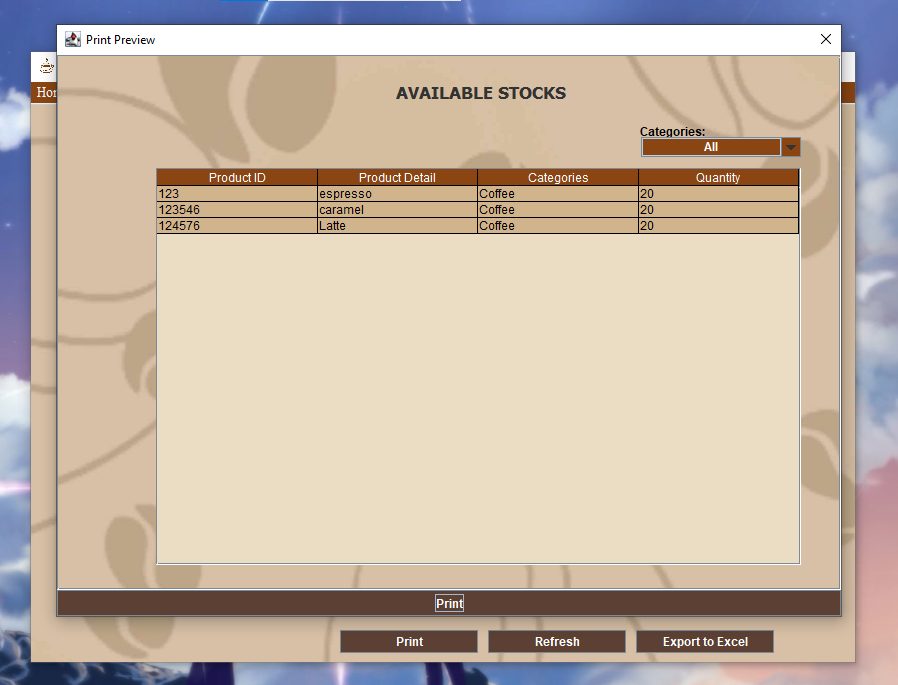 Print Preview
Hor
AVAILABLE STOCKS
Categories:
All
Product ID Product Detail Categories Quantity
123 espresso Coffee 20
123546 caramel Coffee 20
124576 Latte Coffee 20
Print
Print Refresh Export to Excel